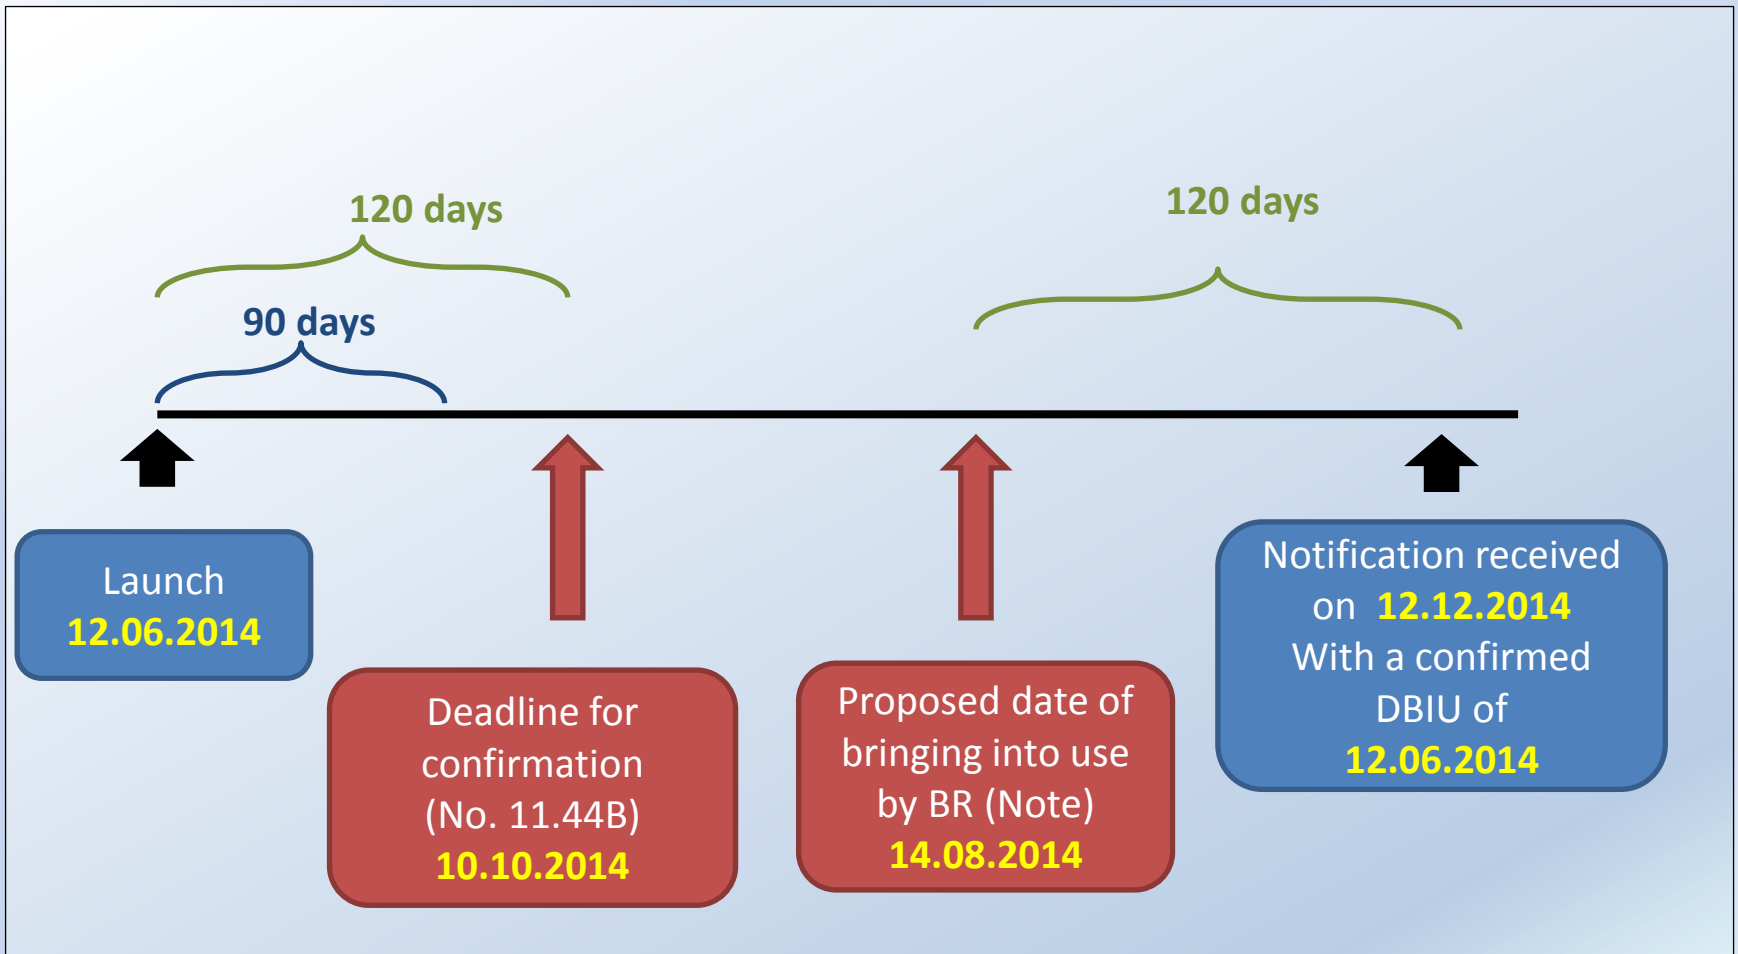 120 days
120 days
90 days
Launch
12.06.2014
Deadline for
confirmation
(No. 11.44B)
10.10.2014
Proposed date of
bringing into use
by BR (Note)
14.08.2014
Notification received
on 12.12.2014
With a confirmed
DBIU of
12.06.2014